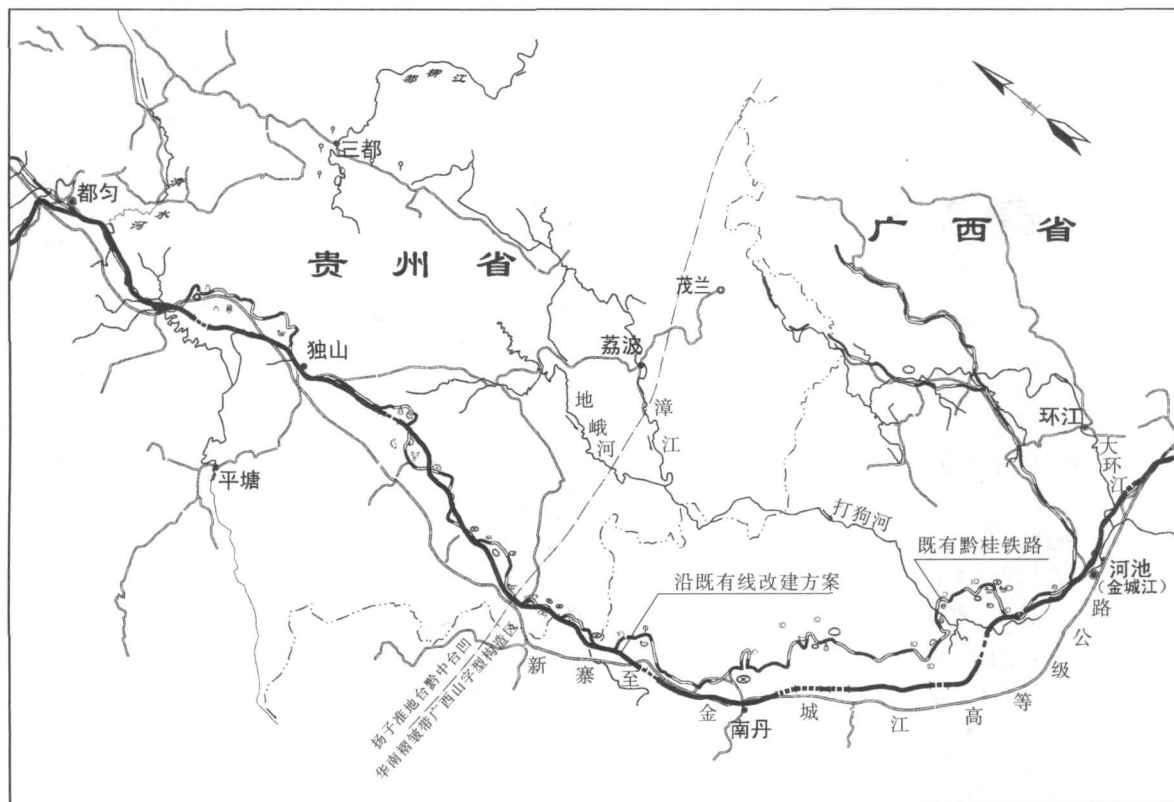 都柳江
三都
都匀
漳水河
广西省
贵州省
茂兰
荔波
独山
地峨河
漳江
环江
大环江
平塘
打狗河
既有黔桂铁路
河池
(金城江)
沿既有线改建方案
扬子准地台黔中台凹
华南褶皱带广西山字型构造区
新寨至金城江高等级公路
南丹